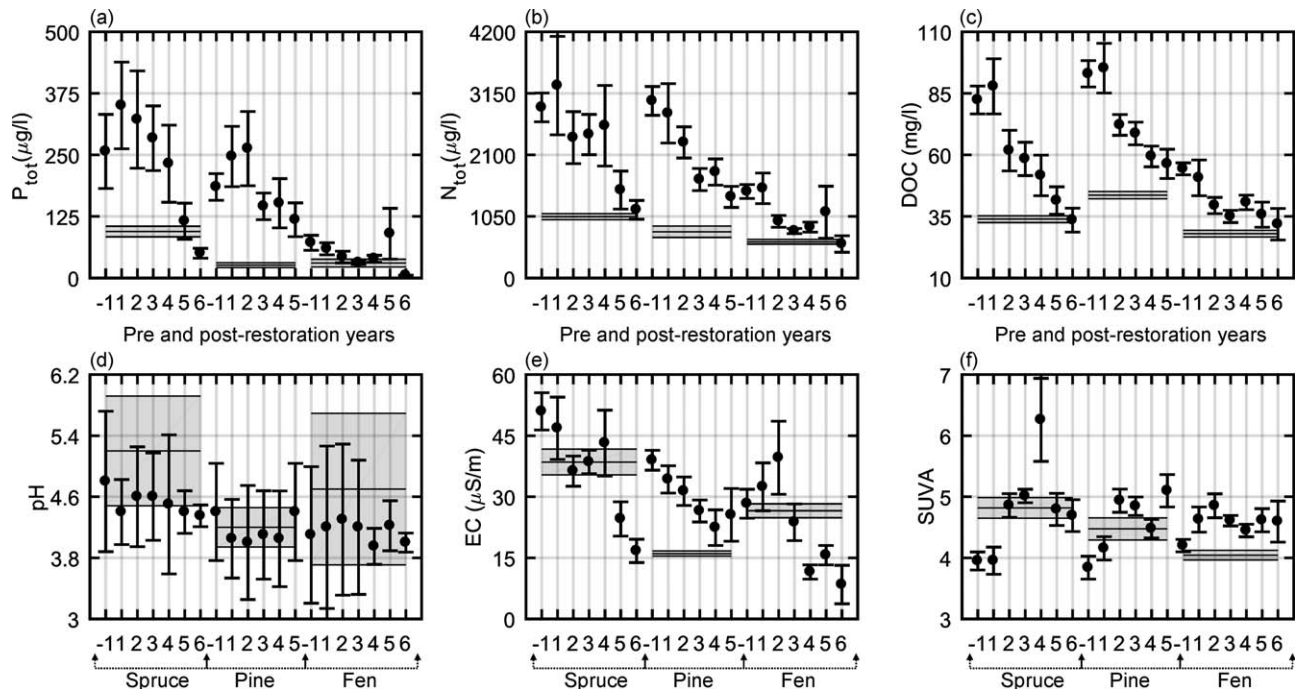 (a)
500
375
250
125
0
P_tot (µg/l)
-11 2 3 4 5 6 -11 2 3 4 5-11 2 3 4 5 6
Pre and post-restoration years
(b)
4200
3150
2100
1050
0
N_tot (µg/l)
-11 2 3 4 5 6 -11 2 3 4 5-11 2 3 4 5 6
Pre and post-restoration years
(c)
110
85
60
35
10
DOC (mg/l)
-11 2 3 4 5 6 -11 2 3 4 5-11 2 3 4 5 6
Pre and post-restoration years
(d)
6.2
5.4
4.6
3.8
3
pH
-11 2 3 4 5 6 -11 2 3 4 5-11 2 3 4 5 6
Spruce Pine Fen
(e)
60
45
30
15
0
EC (µS/m)
-11 2 3 4 5 6 -11 2 3 4 5-11 2 3 4 5 6
Spruce Pine Fen
(f)
7
6
5
4
3
SUVA
-11 2 3 4 5 6 -11 2 3 4 5-11 2 3 4 5 6
Spruce Pine Fen